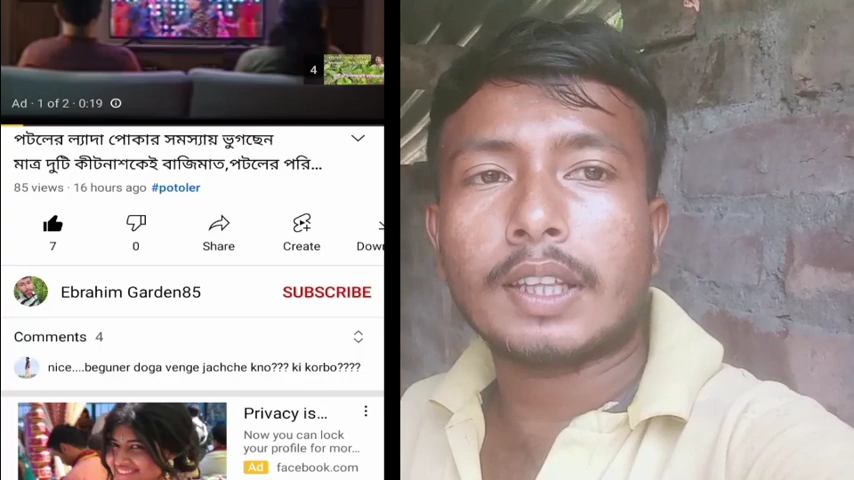 4
Ad · 1 of 2 · 0:19
পটলের ল্যাদা পোকার সমস্যায় ভুগছেন
মাত্র দুটি কীটনাশকেই বাজিমাত,পটলের পরি...
85 views · 16 hours ago #potoler
7
0
Share
Create
Down
Ebrahim Garden85
SUBSCRIBE
Comments 4
nice....beguner doga venge jachche kno??? ki korbo????
Privacy is...
Now you can lock
your profile for mor...
Ad facebook.com